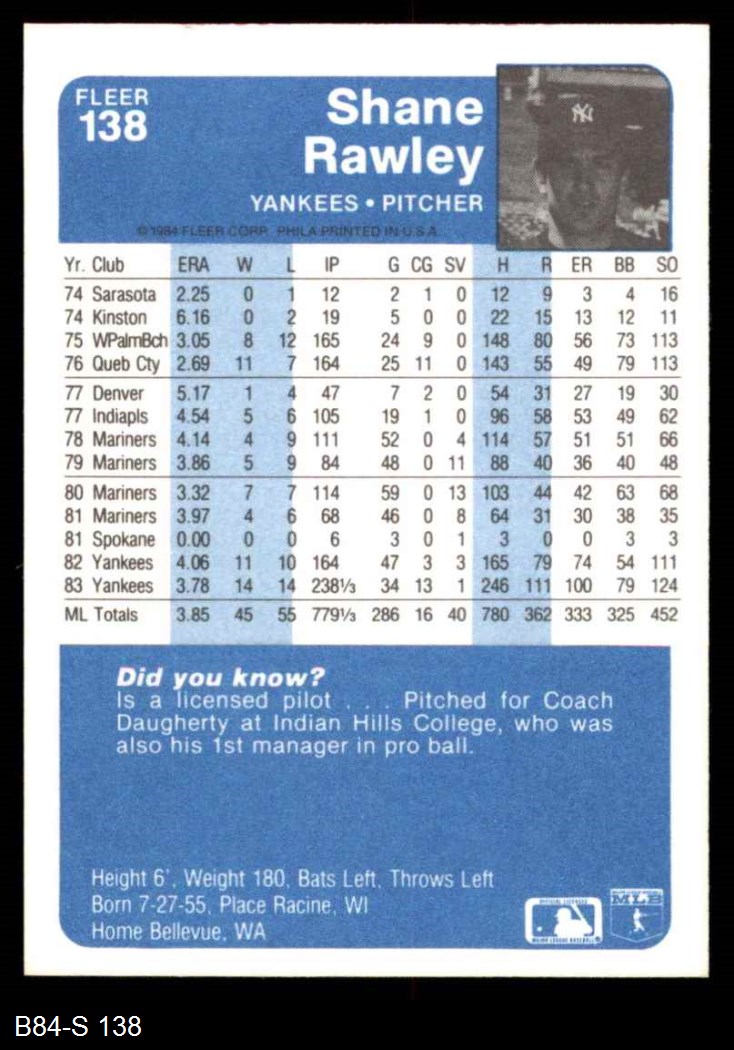 FLEER
138
Shane
Rawley
YANKEES • PITCHER
© 1984 FLEER CORP. PHILA PRINTED IN U.S.A.
Yr. Club ERA W L IP G CG SV H R ER BB SO
74 Sarasota 2.25 0 1 12 2 1 0 12 9 3 4 16
74 Kinston 6.16 0 2 19 5 0 0 22 15 13 12 11
75 WPalmBch 3.05 8 12 165 24 9 0 148 80 56 73 113
76 Queb Cty 2.69 11 7 164 25 11 0 143 55 49 79 113
77 Denver 5.17 1 4 47 7 2 0 54 31 27 19 30
77 Indiapls 4.54 5 6 105 19 1 0 96 58 53 49 62
78 Mariners 4.14 4 9 111 52 0 4 114 57 51 51 66
79 Mariners 3.86 5 9 84 48 0 11 88 40 36 40 48
80 Mariners 3.32 7 7 114 59 0 13 103 44 42 63 68
81 Mariners 3.97 4 6 68 46 0 8 64 31 30 38 35
81 Spokane 0.00 0 0 6 3 0 1 3 0 0 3 3
82 Yankees 4.06 11 10 164 47 3 3 165 79 74 54 111
83 Yankees 3.78 14 14 238⅓ 34 13 1 246 111 100 79 124
ML Totals 3.85 45 55 779⅓ 286 16 40 780 362 333 325 452
Did you know?
Is a licensed pilot . . . Pitched for Coach
Daugherty at Indian Hills College, who was
also his 1st manager in pro ball.
Height 6', Weight 180, Bats Left, Throws Left
Born 7-27-55, Place Racine, WI
Home Bellevue, WA
MAJOR LEAGUE BASEBALL
MLB
B84-S 138